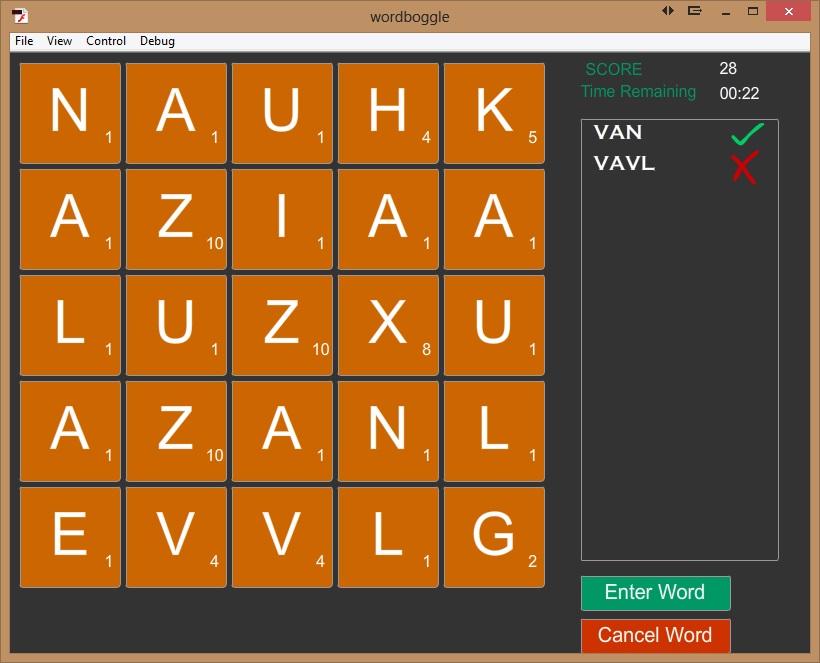 wordboggle
File View Control Debug
SCORE 28
Time Remaining 00:22
N 1 A 1 U 1 H 4 K 5
A 1 Z 10 I 1 A 1 A 1
L 1 U 1 Z 10 X 8 U 1
A 1 Z 10 A 1 N 1 L 1
E 1 V 4 V 4 L 1 G 2
VAN
VAVL
Enter Word
Cancel Word